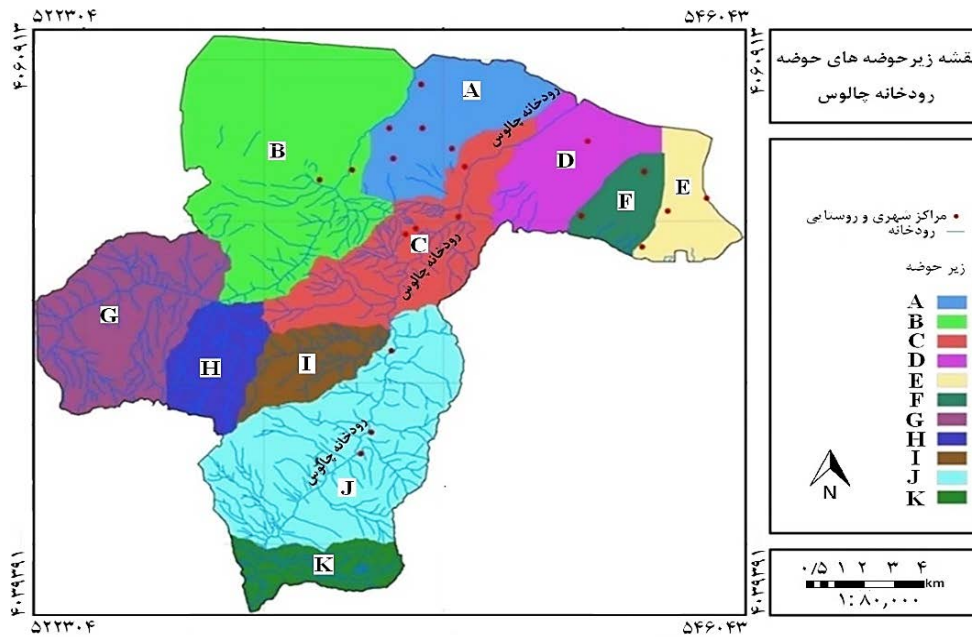 ۵۲۲۳۰۴
۵۴۶۰۴۳
۴۰۶۰۹۱۳
۴۰۶۰۹۱۳
نقشه زیرحوضه های حوضه
رودخانه چالوس
A
B
رودخانه چالوس
D
F
E
C
رودخانه چالوس
G
H
I
رودخانه چالوس
J
K
مراکز شهری و روستایی
رودخانه
زیر حوضه
A
B
C
D
E
F
G
H
I
J
K
N
۰/۵ ۱ ۲ ۳ ۴
km
۱:۸۰,۰۰۰
۴۰۳۹۳۹۱
۴۰۳۹۳۹۱
۵۲۲۳۰۴
۵۴۶۰۴۳